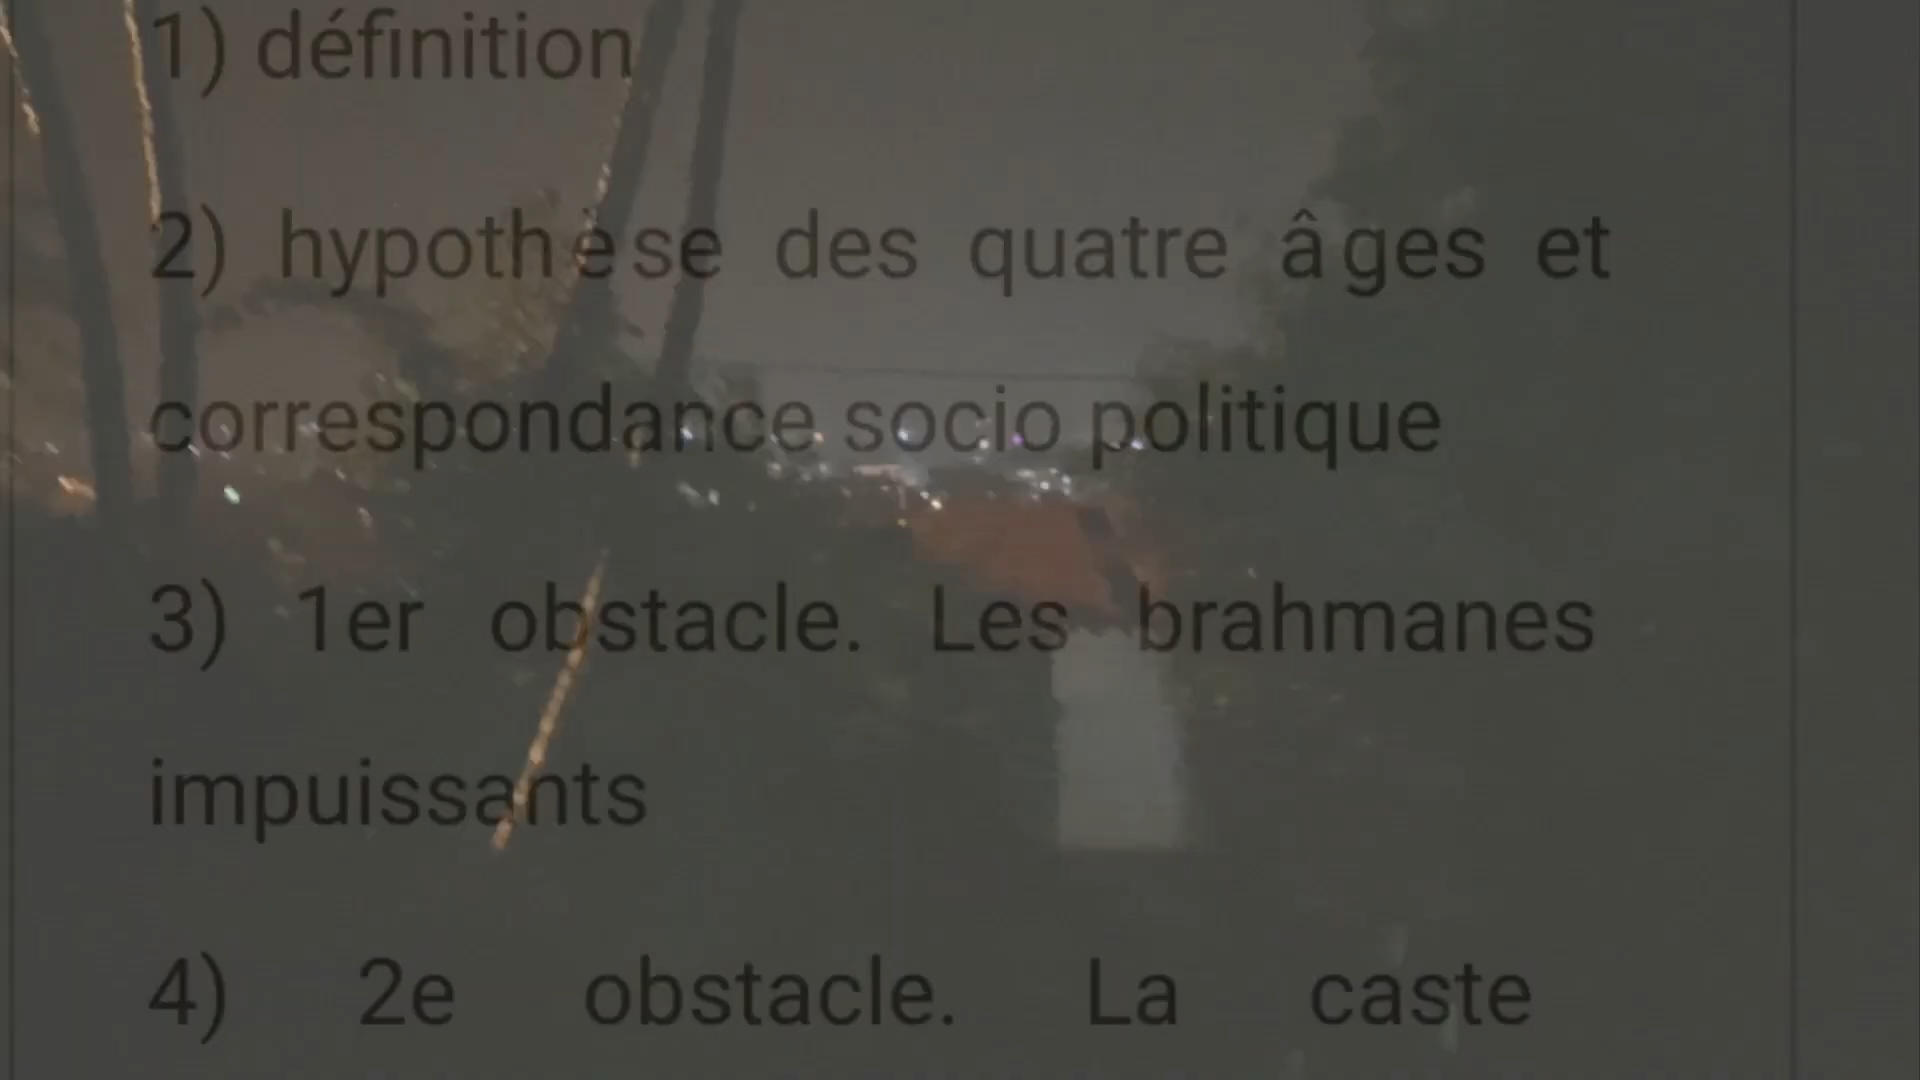 1) définition
2) hypothèse des quatre âges et
correspondance socio politique
3) 1er obstacle. Les brahmanes
impuissants
4) 2e obstacle. La caste